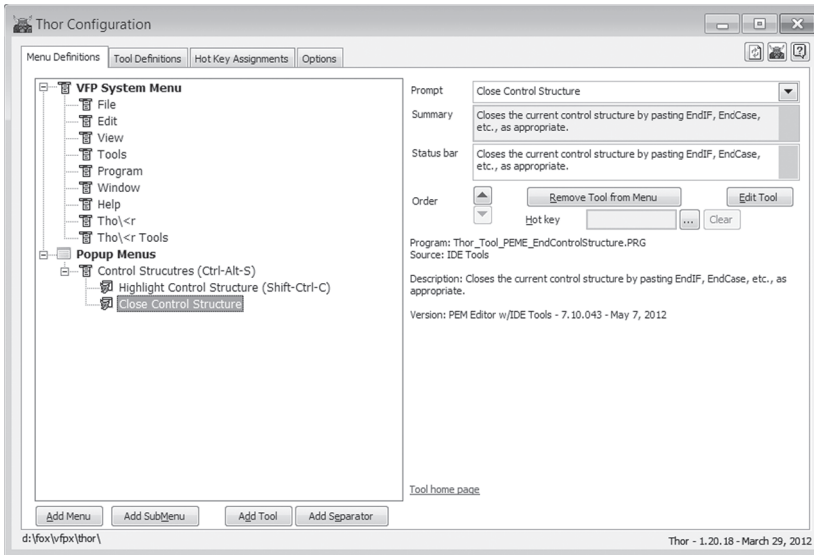 Thor Configuration
Menu Definitions Tool Definitions Hot Key Assignments Options
VFP System Menu
File
Edit
View
Tools
Program
Window
Help
Tho\<r
Tho\<r Tools
Popup Menus
Control Strucutres (Ctrl-Alt-S)
Highlight Control Structure (Shift-Ctrl-C)
Close Control Structure
Prompt Close Control Structure
Summary Closes the current control structure by pasting EndIF, EndCase,
etc., as appropriate.
Status bar Closes the current control structure by pasting EndIF, EndCase,
etc., as appropriate.
Order Remove Tool from Menu Edit Tool
Hot key ... Clear
Program: Thor_Tool_PEME_EndControlStructure.PRG
Source: IDE Tools
Description: Closes the current control structure by pasting EndIF, EndCase, etc., as
appropriate.
Version: PEM Editor w/IDE Tools - 7.10.043 - May 7, 2012
Tool home page
Add Menu Add SubMenu Add Tool Add Separator
d:\fox\vfpx\thor\ Thor - 1.20.18 - March 29, 2012